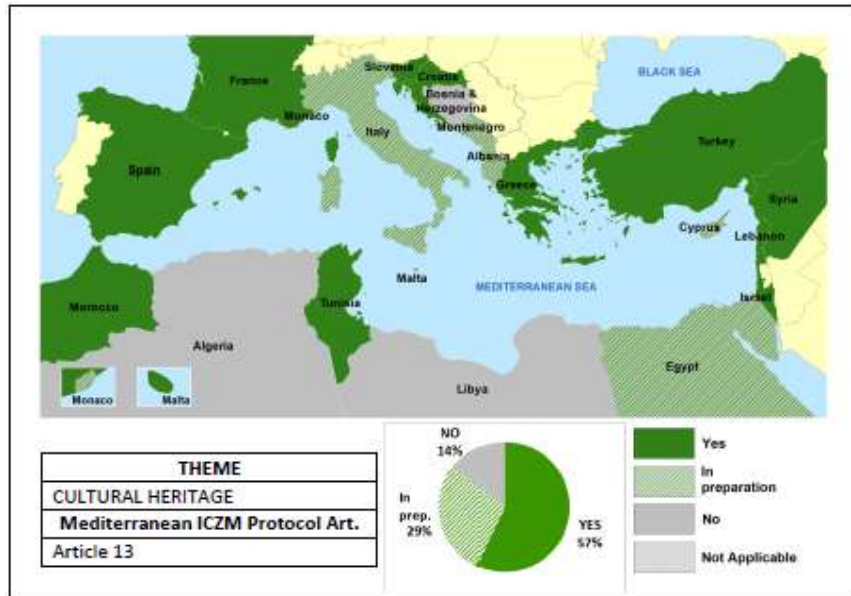 BLACK SEA
Slovenia
Croatia
France
Bosnia &
Herzegovina
Monaco
Montenegro
Italy
Albania
Turkey
Spain
Greece
Syria
Cyprus
Lebanon
Malta
MEDITERRANEAN SEA
Israel
Morocco
Tunisia
Algeria
Egypt
Libya
Monaco
Malta
THEME
CULTURAL HERITAGE
Mediterranean ICZM Protocol Art.
Article 13
NO
14%
In
prep.
29%
YES
57%
Yes
In
preparation
No
Not Applicable